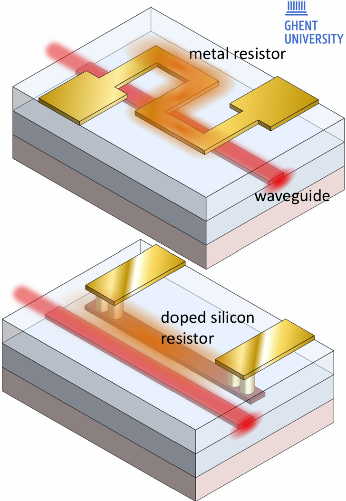 GHENT
UNIVERSITY
metal resistor
waveguide
doped silicon
resistor